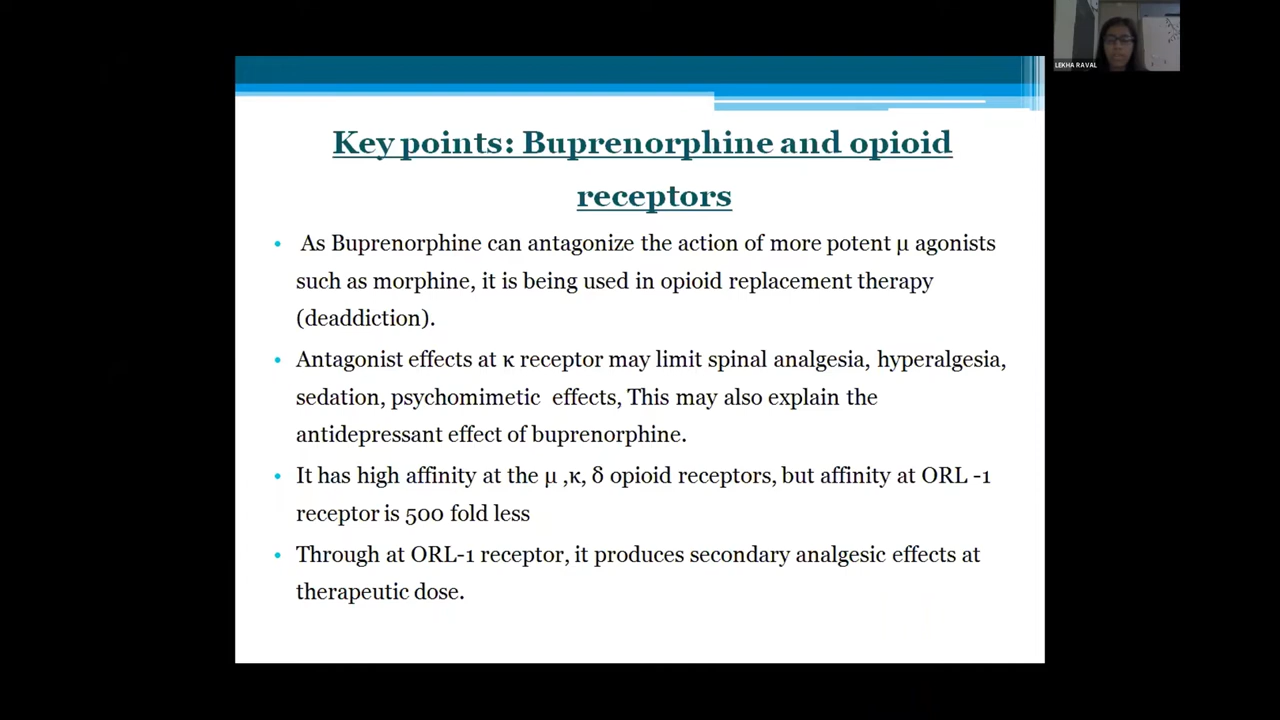 LEKHA RAVAL
Key points: Buprenorphine and opioid
receptors
• As Buprenorphine can antagonize the action of more potent μ agonists
such as morphine, it is being used in opioid replacement therapy
(deaddiction).
• Antagonist effects at κ receptor may limit spinal analgesia, hyperalgesia,
sedation, psychomimetic effects, This may also explain the
antidepressant effect of buprenorphine.
• It has high affinity at the μ ,κ, δ opioid receptors, but affinity at ORL -1
receptor is 500 fold less
• Through at ORL-1 receptor, it produces secondary analgesic effects at
therapeutic dose.